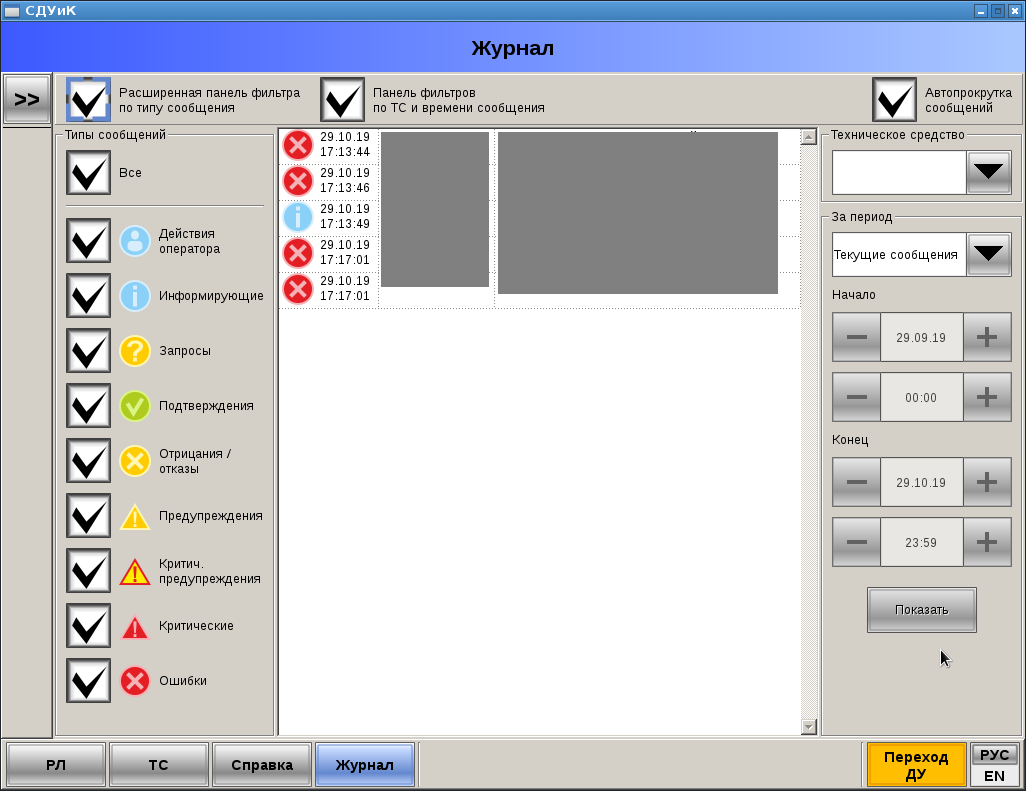 СДУиК
Журнал
>>
Расширенная панель фильтра
по типу сообщения
Панель фильтров
по ТС и времени сообщения
Автопрокрутка
сообщений
Типы сообщений
Все
Действия
оператора
Информирующие
Запросы
Подтверждения
Отрицания /
отказы
Предупреждения
Критич.
предупреждения
Критические
Ошибки
29.10.19
17:13:44
29.10.19
17:13:46
29.10.19
17:13:49
29.10.19
17:17:01
29.10.19
17:17:01
Техническое средство
За период
Текущие сообщения
Начало
29.09.19
00:00
Конец
29.10.19
23:59
Показать
РЛ
ТС
Справка
Журнал
Переход
ДУ
РУС
EN